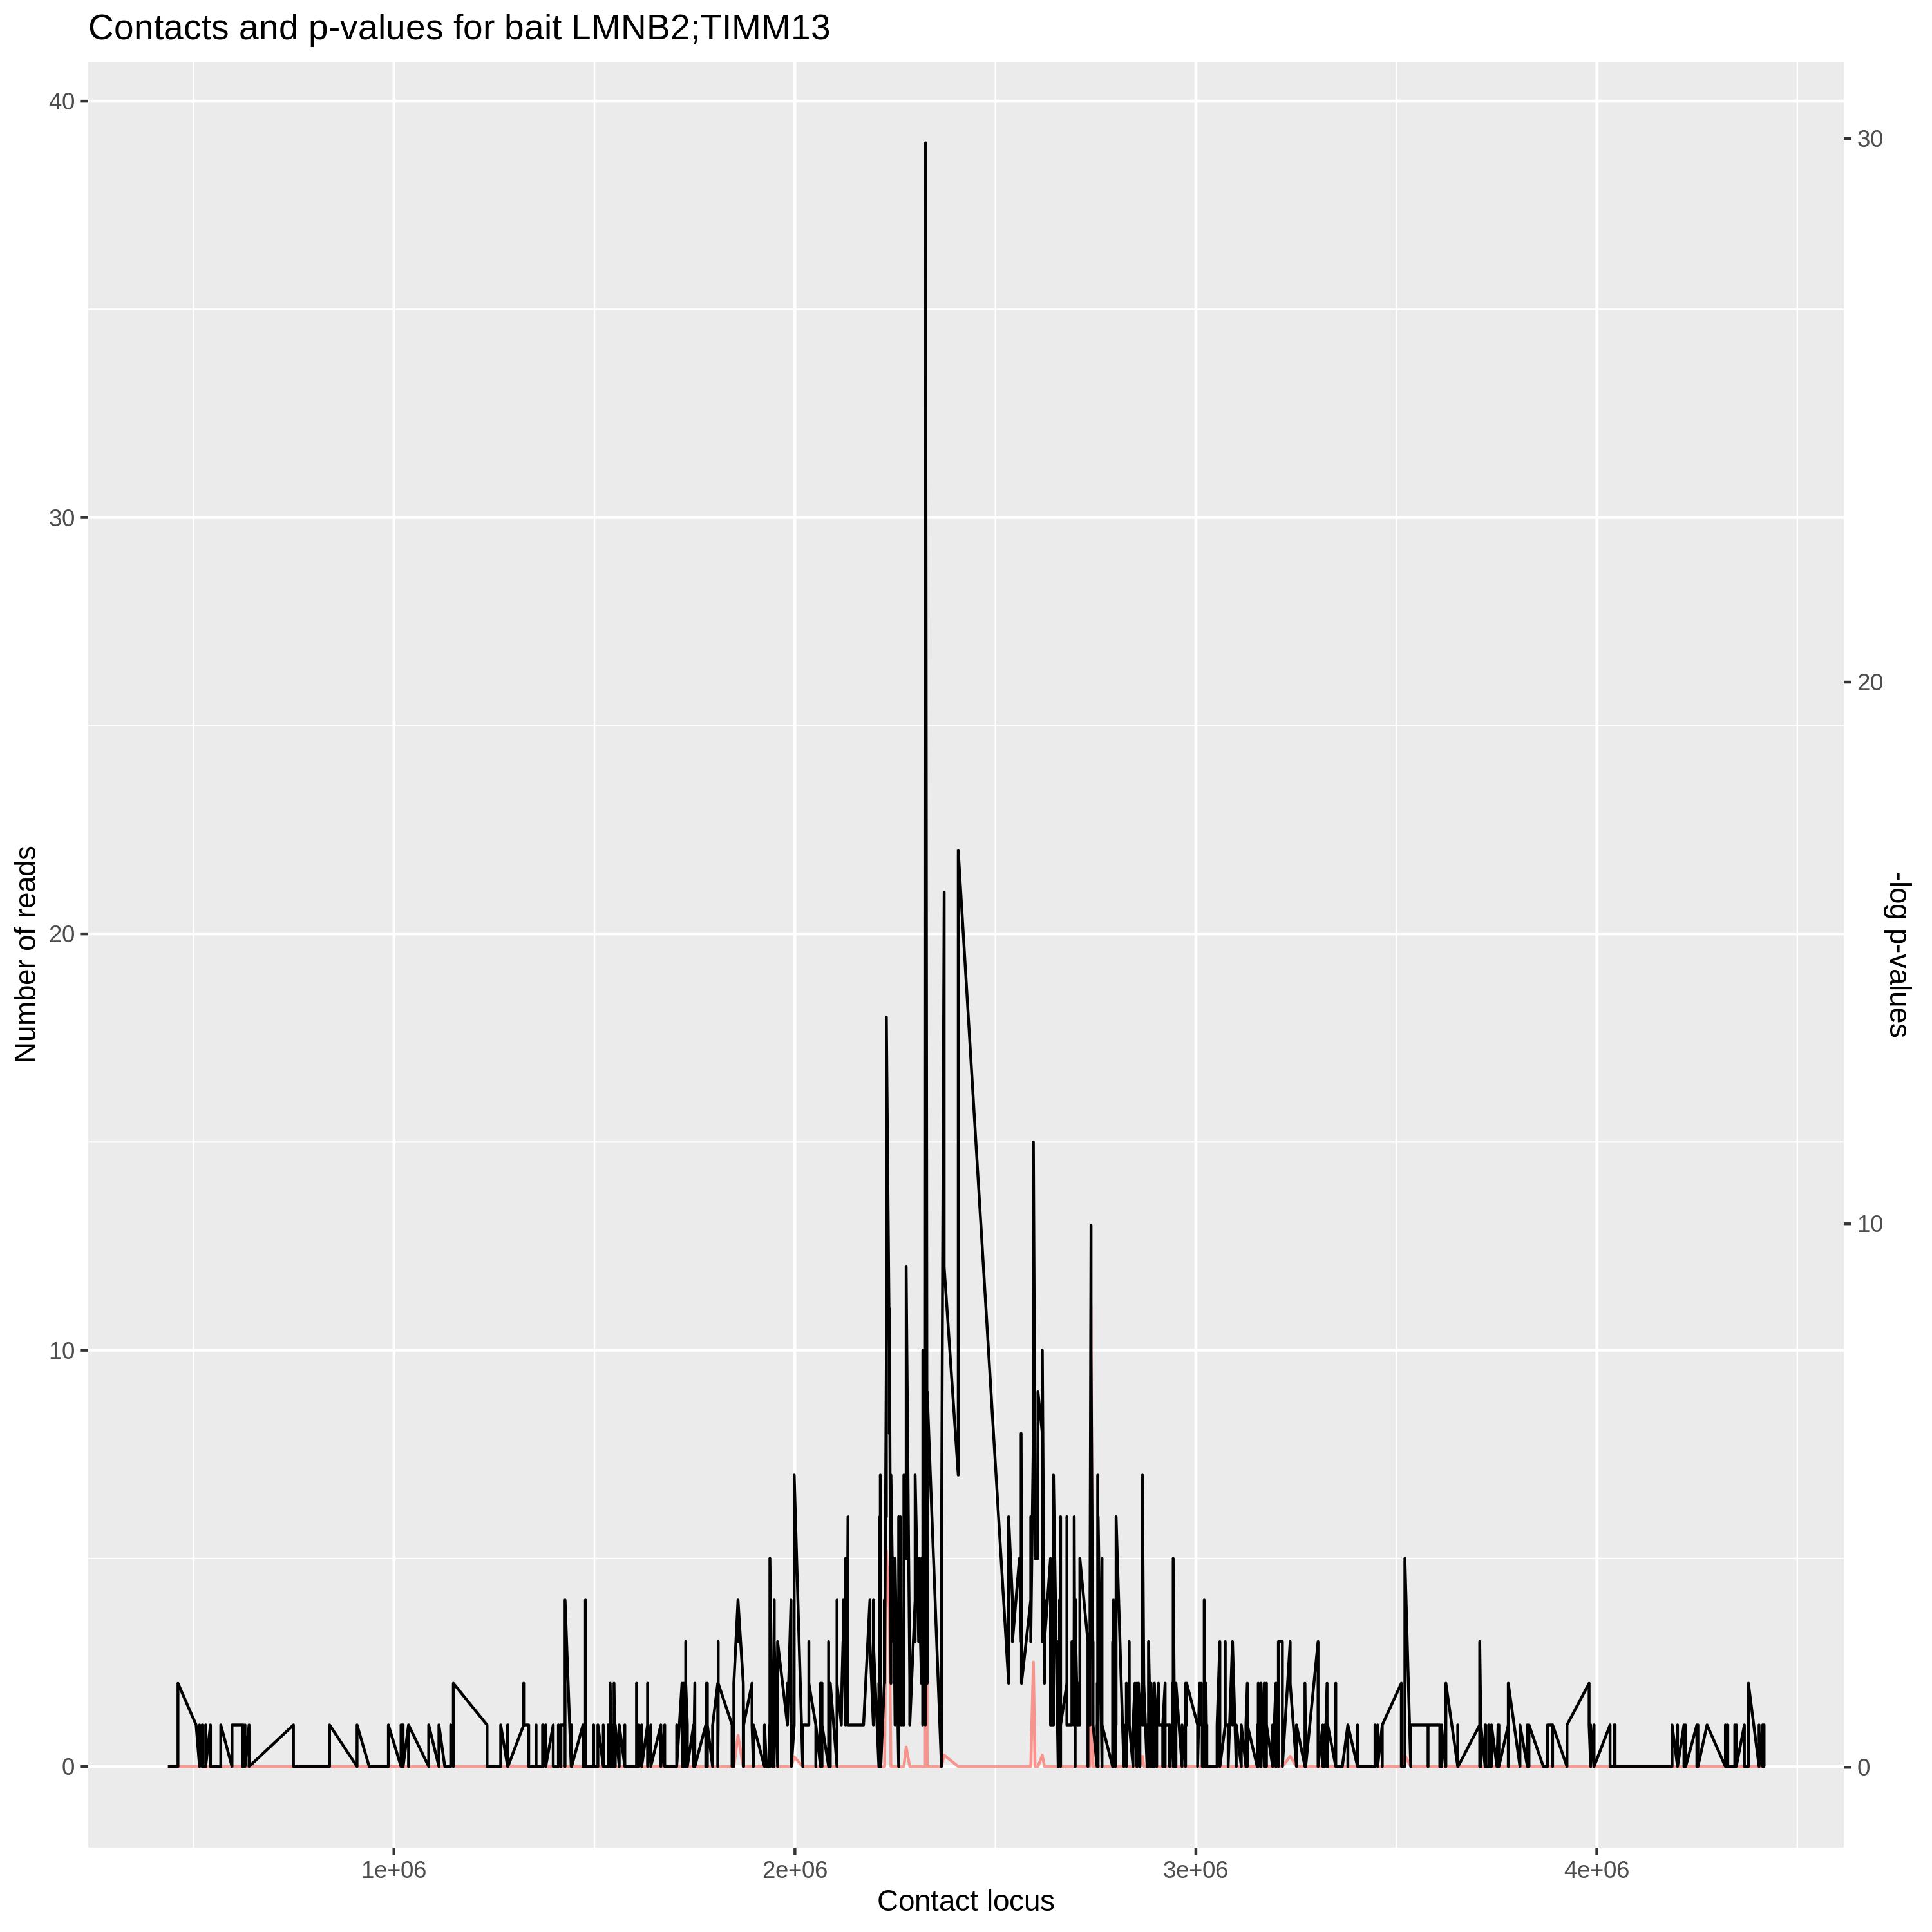 Contacts and p-values for bait LMNB2;TIMM13
40
30
20
10
0
Number of reads
30
20
10
0
-log p-values
1e+06
2e+06
3e+06
4e+06
Contact locus